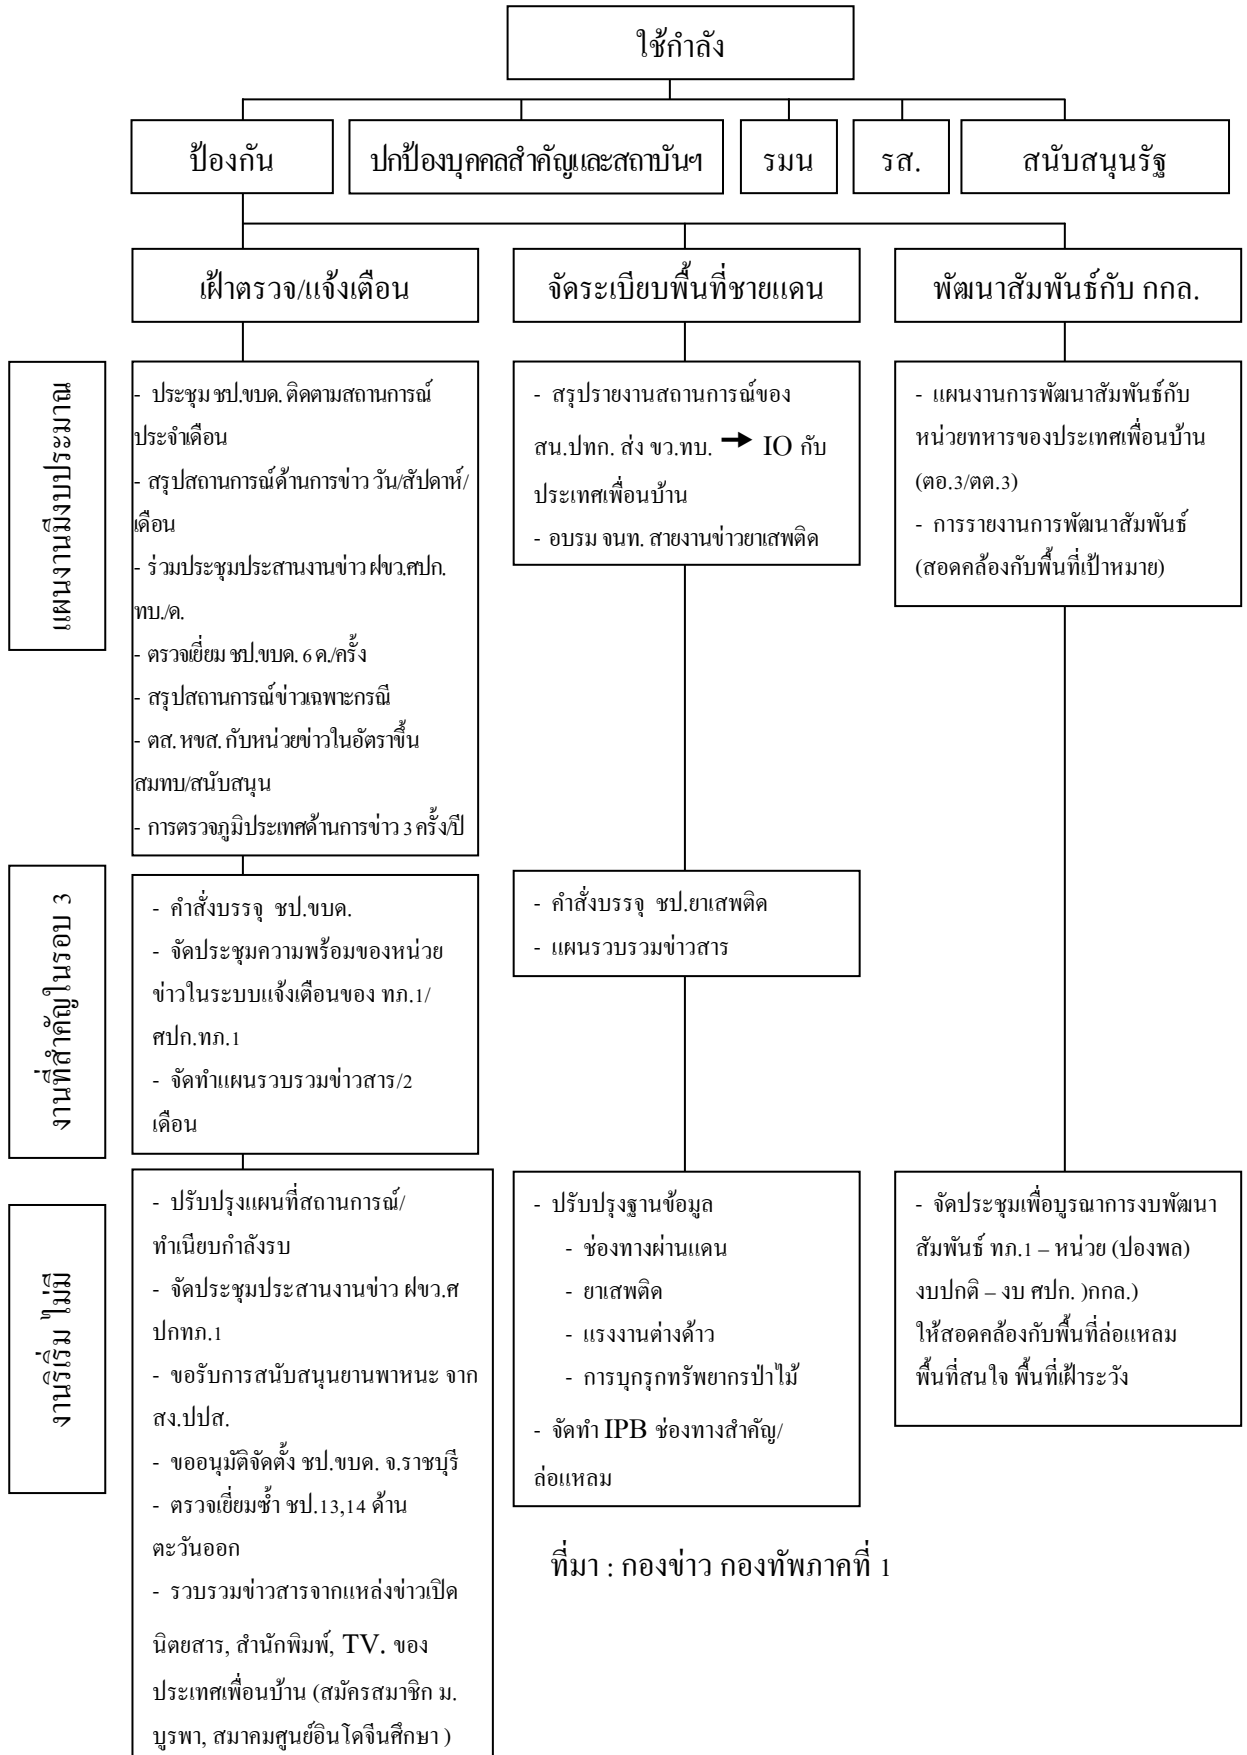 ใช้กำลัง
ป้องกัน
ปกป้องบุคคลสำคัญและสถาบันฯ
รมน
รส.
สนับสนุนรัฐ
เฝ้าตรวจ/แจ้งเตือน
จัดระเบียบพื้นที่ชายแดน
พัฒนาสัมพันธ์กับ กกล.
แผนงานมีงบประมาณ
- ประชุม ชป.ขบด. ติดตามสถานการณ์
ประจำเดือน
- สรุปสถานการณ์ด้านการข่าว วัน/สัปดาห์/
เดือน
- ร่วมประชุมประสานงานข่าว ฝขว.ศปก.
ทบ./ด.
- ตรวจเยี่ยม ชป.ขบด. 6 ด./ครั้ง
- สรุปสถานการณ์ข่าวเฉพาะกรณี
- ตส. หขส. กับหน่วยข่าวในอัตราขึ้น
สมทบ/สนับสนุน
- การตรวจภูมิประเทศด้านการข่าว 3 ครั้ง/ปี
- สรุปรายงานสถานการณ์ของ
สน.ปทก. ส่ง ขว.ทบ. → IO กับ
ประเทศเพื่อนบ้าน
- อบรม จนท. สายงานข่าวยาเสพติด
- แผนงานการพัฒนาสัมพันธ์กับ
หน่วยทหารของประเทศเพื่อนบ้าน
(ตอ.3/ตต.3)
- การรายงานการพัฒนาสัมพันธ์
(สอดคล้องกับพื้นที่เป้าหมาย)
งานที่สำคัญในรอบ 3
- คำสั่งบรรจุ ชป.ขบด.
- จัดประชุมความพร้อมของหน่วย
ข่าวในระบบแจ้งเตือนของ ทภ.1/
ศปก.ทภ.1
- จัดทำแผนรวบรวมข่าวสาร/2
เดือน
- คำสั่งบรรจุ ชป.ยาเสพติด
- แผนรวบรวมข่าวสาร
งานริเริ่ม ไม่มี
- ปรับปรุงแผนที่สถานการณ์/
ทำเนียบกำลังรบ
- จัดประชุมประสานงานข่าว ฝขว.ศ
ปกทภ.1
- ขอรับการสนับสนุนยานพาหนะ จาก
สง.ปปส.
- ขออนุมัติจัดตั้ง ชป.ขบด. จ.ราชบุรี
- ตรวจเยี่ยมซ้ำ ชป.13,14 ด้าน
ตะวันออก
- รวบรวมข่าวสารจากแหล่งข่าวเปิด
นิตยสาร, สำนักพิมพ์, TV. ของ
ประเทศเพื่อนบ้าน (สมัครสมาชิก ม.
บูรพา, สมาคมศูนย์อินโดจีนศึกษา )
- ปรับปรุงฐานข้อมูล
- ช่องทางผ่านแดน
- ยาเสพติด
- แรงงานต่างด้าว
- การบุกรุกทรัพยากรป่าไม้
- จัดทำ IPB ช่องทางสำคัญ/
ล่อแหลม
- จัดประชุมเพื่อบูรณาการงบพัฒนา
สัมพันธ์ ทภ.1 – หน่วย (ปองพล)
งบปกติ – งบ ศปก. )กกล.)
ให้สอดคล้องกับพื้นที่ล่อแหลม
พื้นที่สนใจ พื้นที่เฝ้าระวัง
ที่มา : กองข่าว กองทัพภาคที่ 1